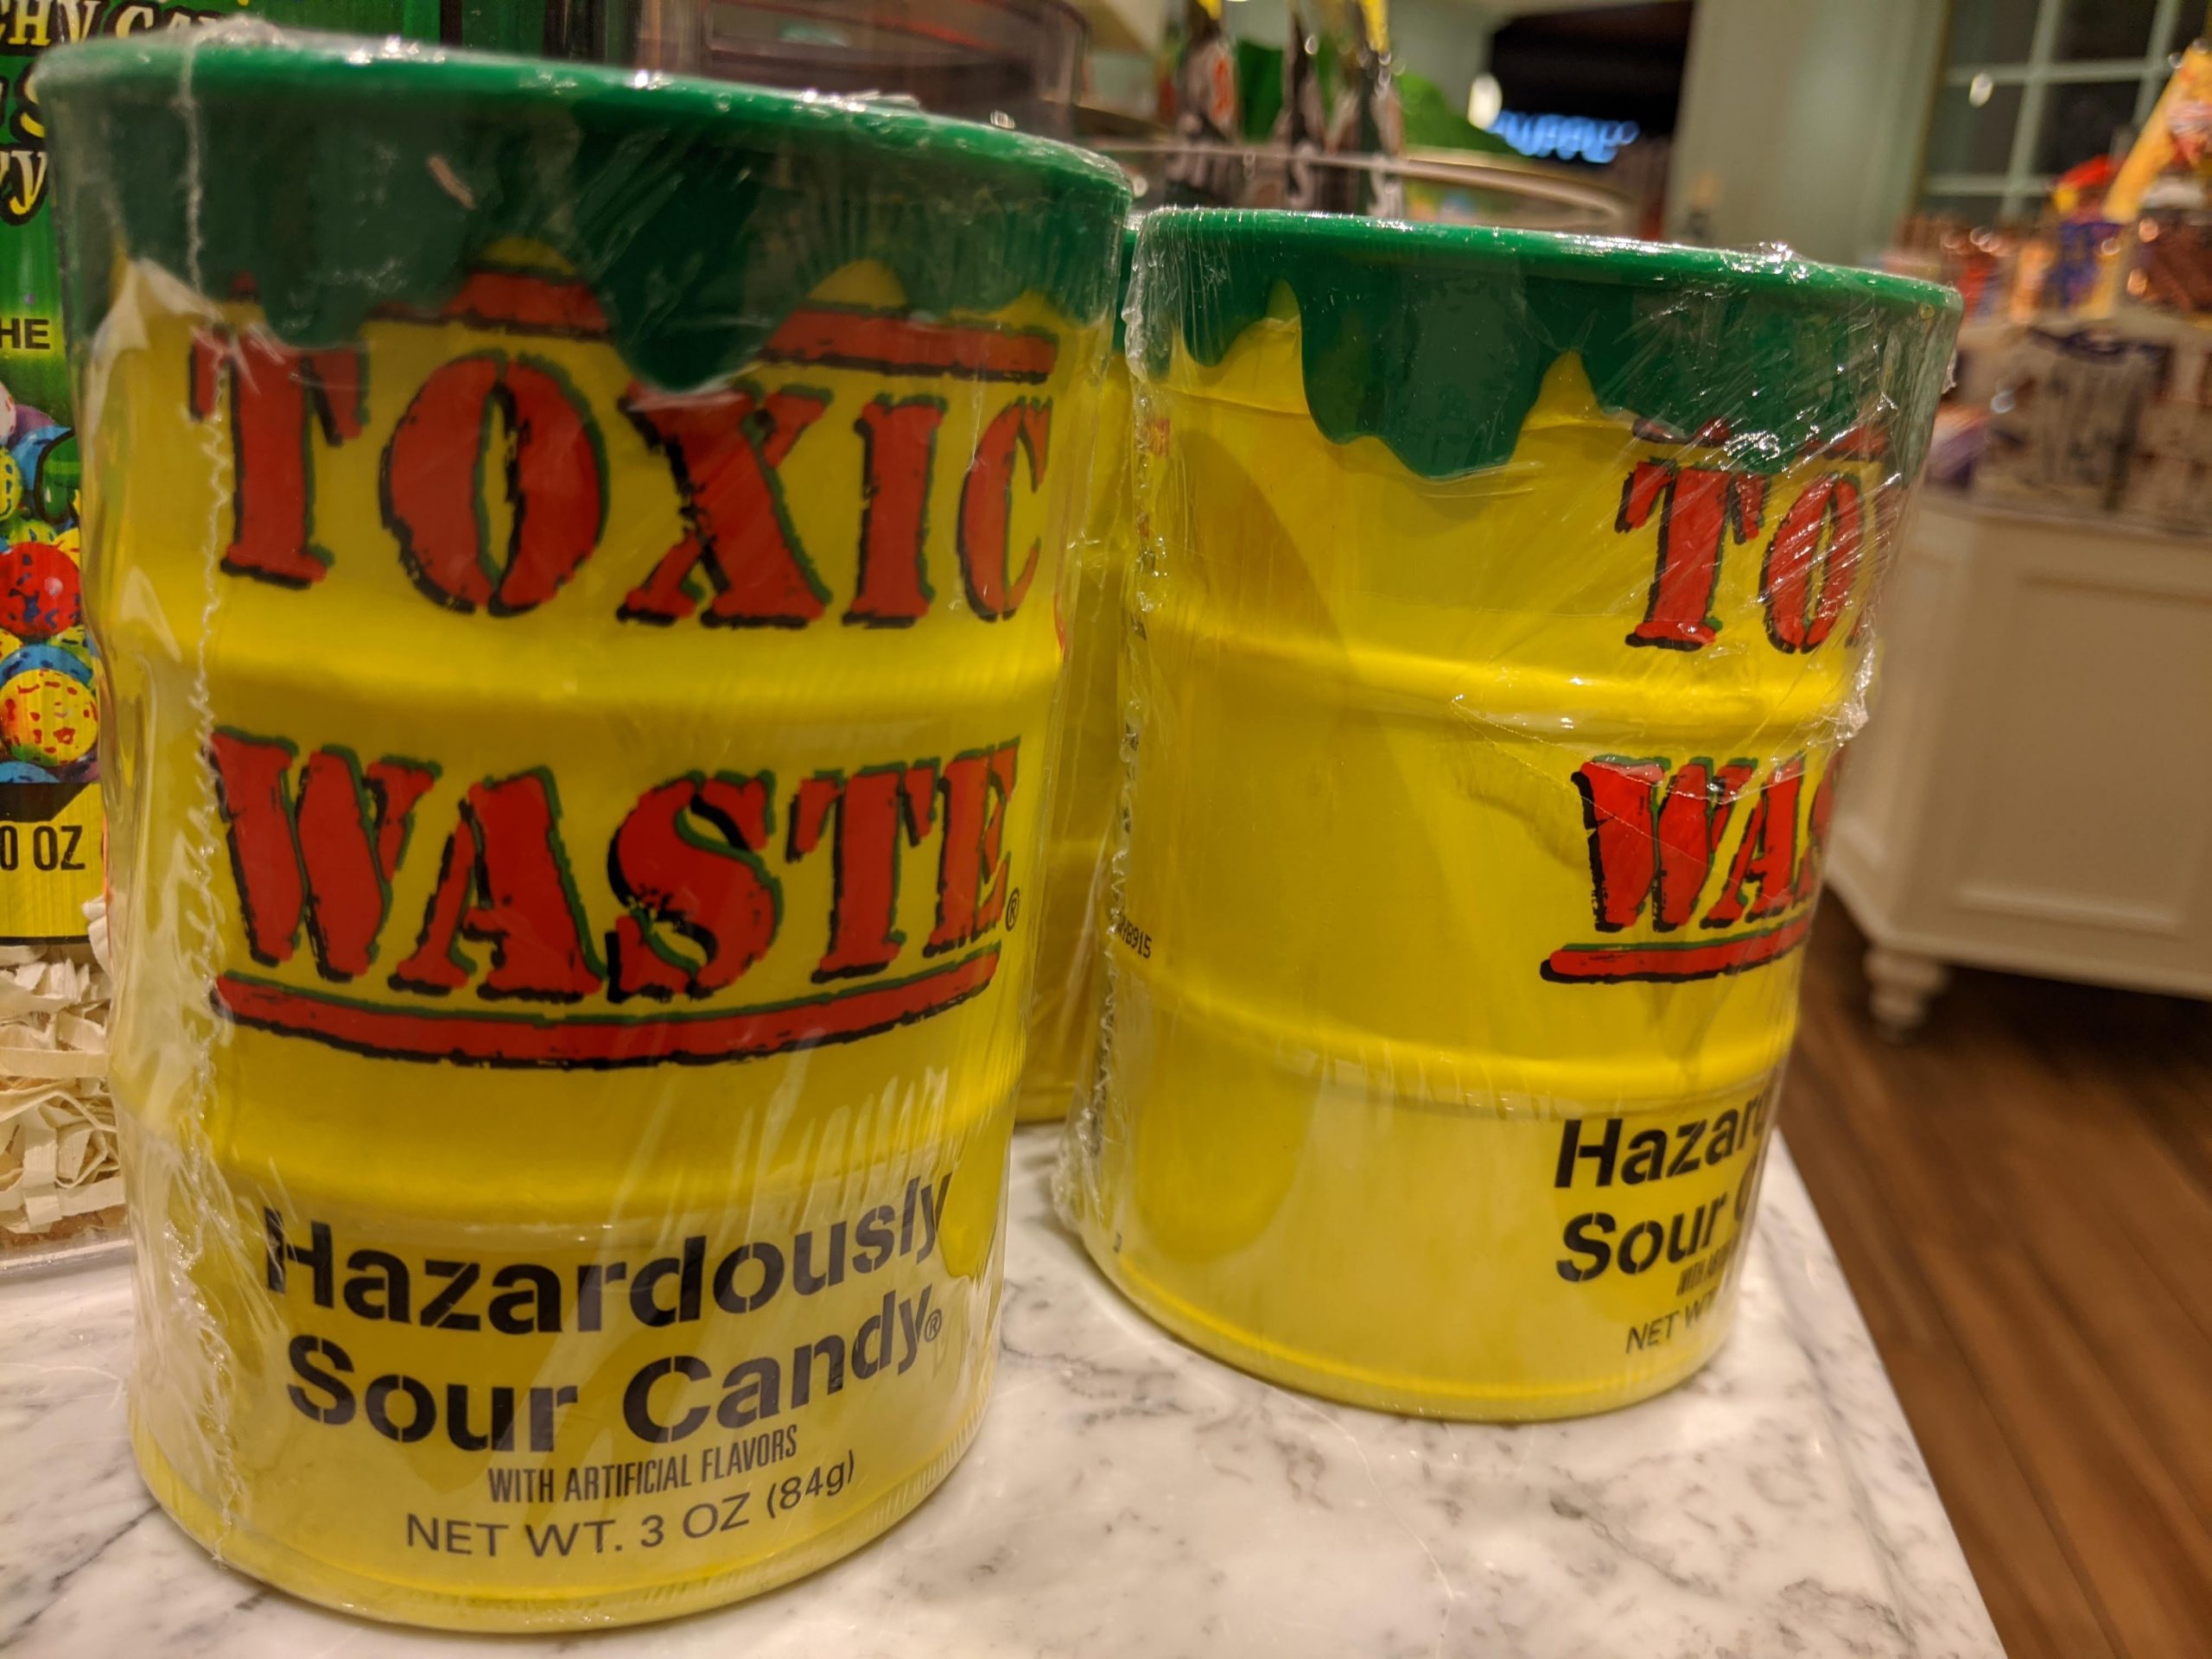 HE
0 OZ
TOXIC
WASTE®
Hazardously
Sour Candy®
WITH ARTIFICIAL FLAVORS
NET WT. 3 OZ (84g)
TO
WAS
Hazard
Sour C
NET W